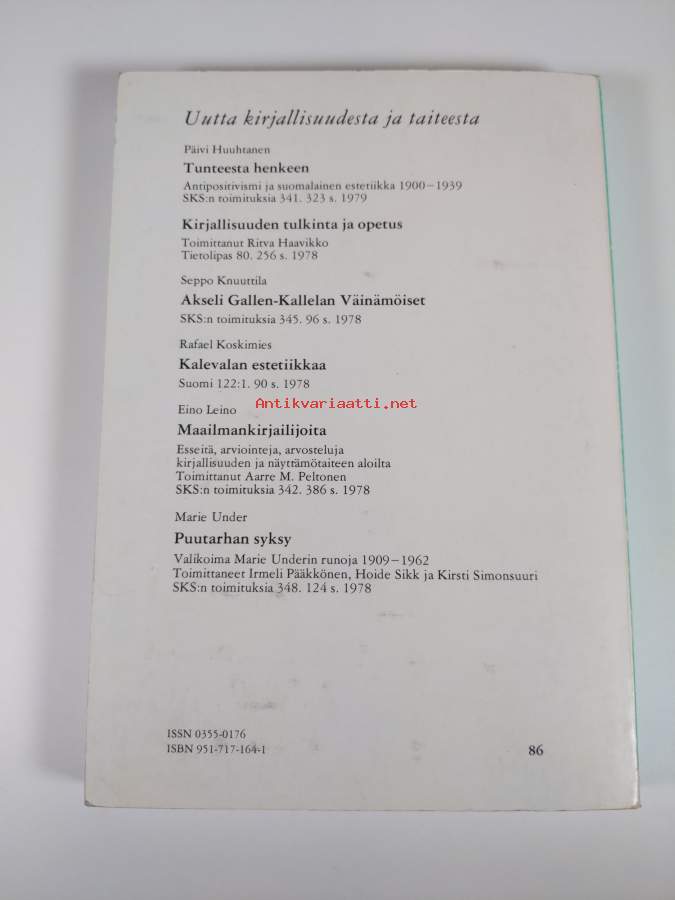 Uutta kirjallisuudesta ja taiteesta
Päivi Huuhtanen
Tunteesta henkeen
Antipositivismi ja suomalainen estetiikka 1900–1939
SKS:n toimituksia 341. 323 s. 1979
Kirjallisuuden tulkinta ja opetus
Toimittanut Ritva Haavikko
Tietolipas 80. 256 s. 1978
Seppo Knuuttila
Akseli Gallen-Kallelan Väinämöiset
SKS:n toimituksia 345. 96 s. 1978
Rafael Koskimies
Kalevalan estetiikkaa
Suomi 122:1. 90 s. 1978
Antikvariaatti.net
Eino Leino
Maailmankirjailijoita
Esseitä, arviointeja, arvosteluja
kirjallisuuden ja näyttämötaiteen aloilta
Toimittanut Aarre M. Peltonen
SKS:n toimituksia 342. 386 s. 1978
Marie Under
Puutarhan syksy
Valikoima Marie Underin runoja 1909–1962
Toimittaneet Irmeli Pääkkönen, Hoide Sikk ja Kirsti Simonsuuri
SKS:n toimituksia 348. 124 s. 1978
ISSN 0355-0176
ISBN 951-717-164-1
86